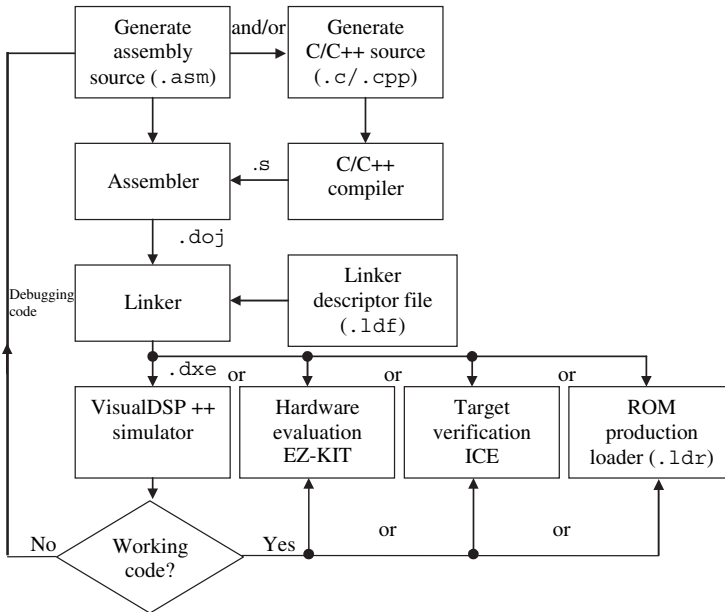 Generate
assembly
source (.asm)
and/or
Generate
C/C++ source
(.c/.cpp)
Assembler
.s
C/C++
compiler
.doj
Linker
Linker
descriptor file
(.ldf)
Debugging
code
.dxe
or
or
or
VisualDSP ++
simulator
Hardware
evaluation
EZ-KIT
Target
verification
ICE
ROM
production
loader (.ldr)
No
Working
code?
Yes
or
or